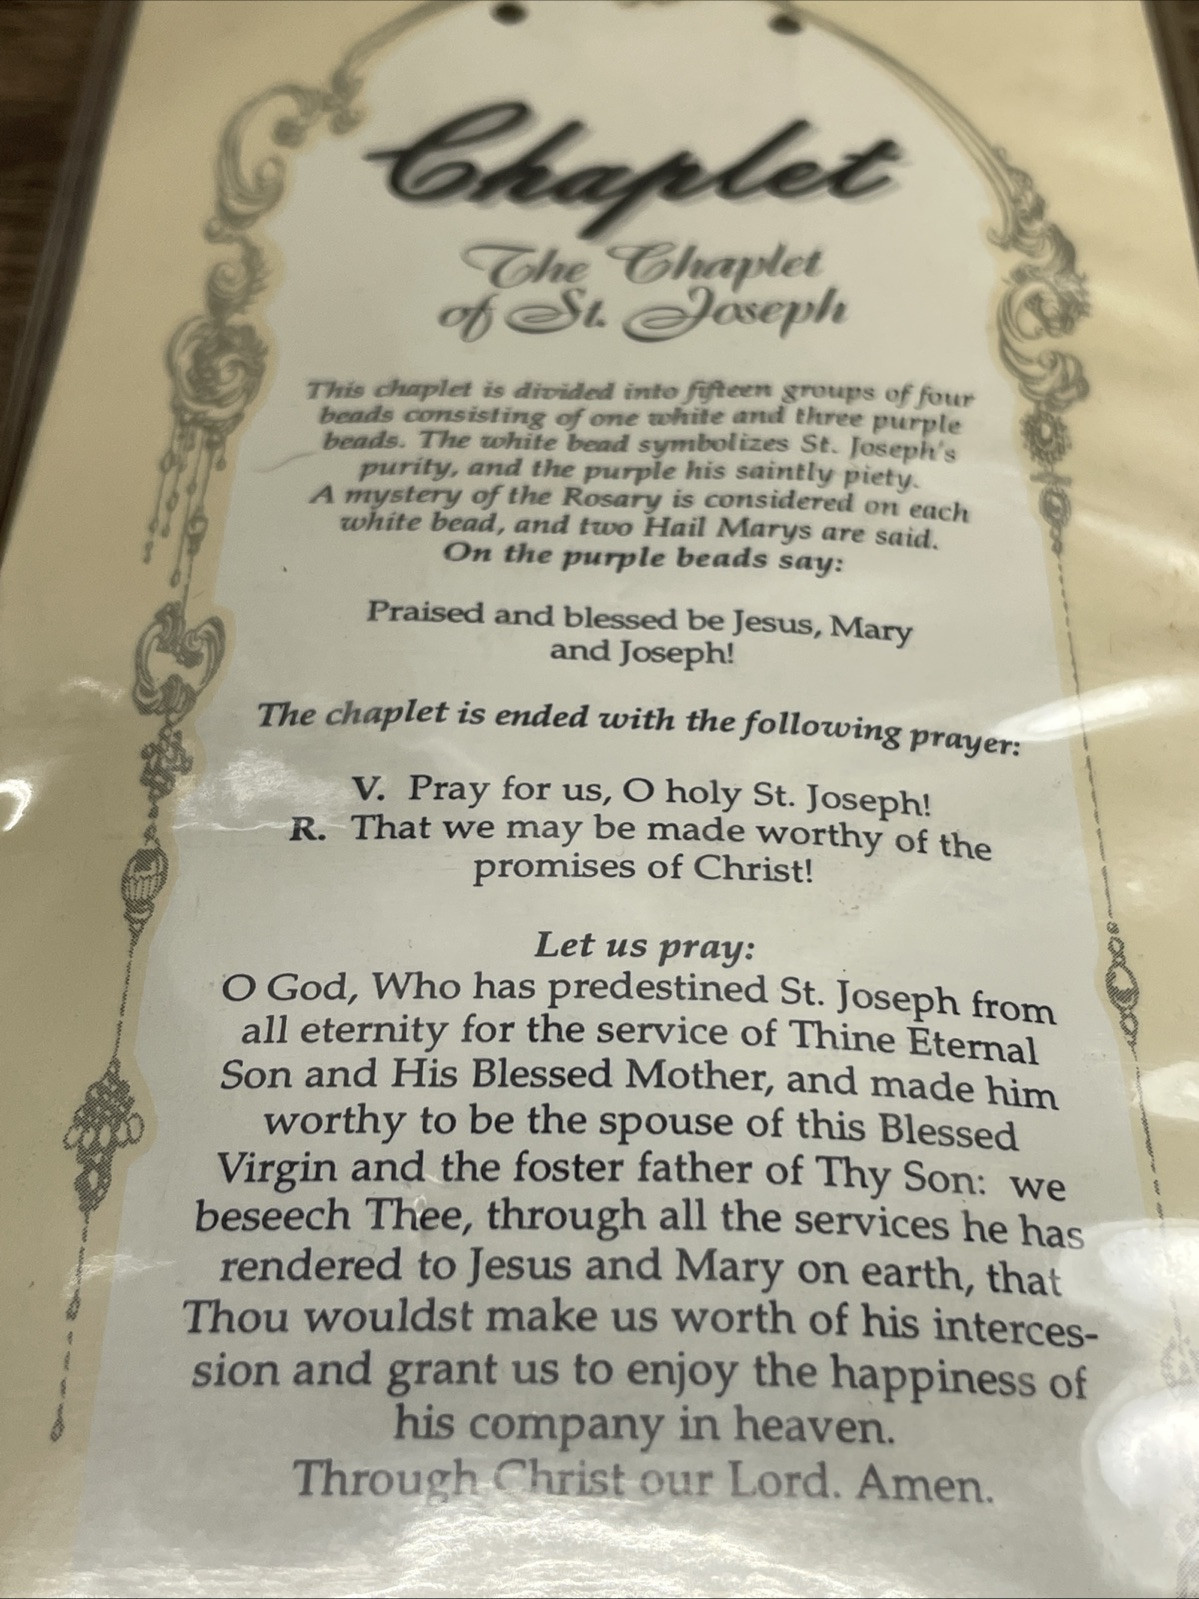 Chaplet
The Chaplet
of St. Joseph
This chaplet is divided into fifteen groups of four
beads consisting of one white and three purple
beads. The white bead symbolizes St. Joseph's
purity, and the purple his saintly piety.
A mystery of the Rosary is considered on each
white bead, and two Hail Marys are said.
On the purple beads say:
Praised and blessed be Jesus, Mary
and Joseph!
The chaplet is ended with the following prayer:
V. Pray for us, O holy St. Joseph!
R. That we may be made worthy of the
promises of Christ!
Let us pray:
O God, Who has predestined St. Joseph from
all eternity for the service of Thine Eternal
Son and His Blessed Mother, and made him
worthy to be the spouse of this Blessed
Virgin and the foster father of Thy Son: we
beseech Thee, through all the services he has
rendered to Jesus and Mary on earth, that
Thou wouldst make us worth of his interces-
sion and grant us to enjoy the happiness of
his company in heaven.
Through Christ our Lord. Amen.